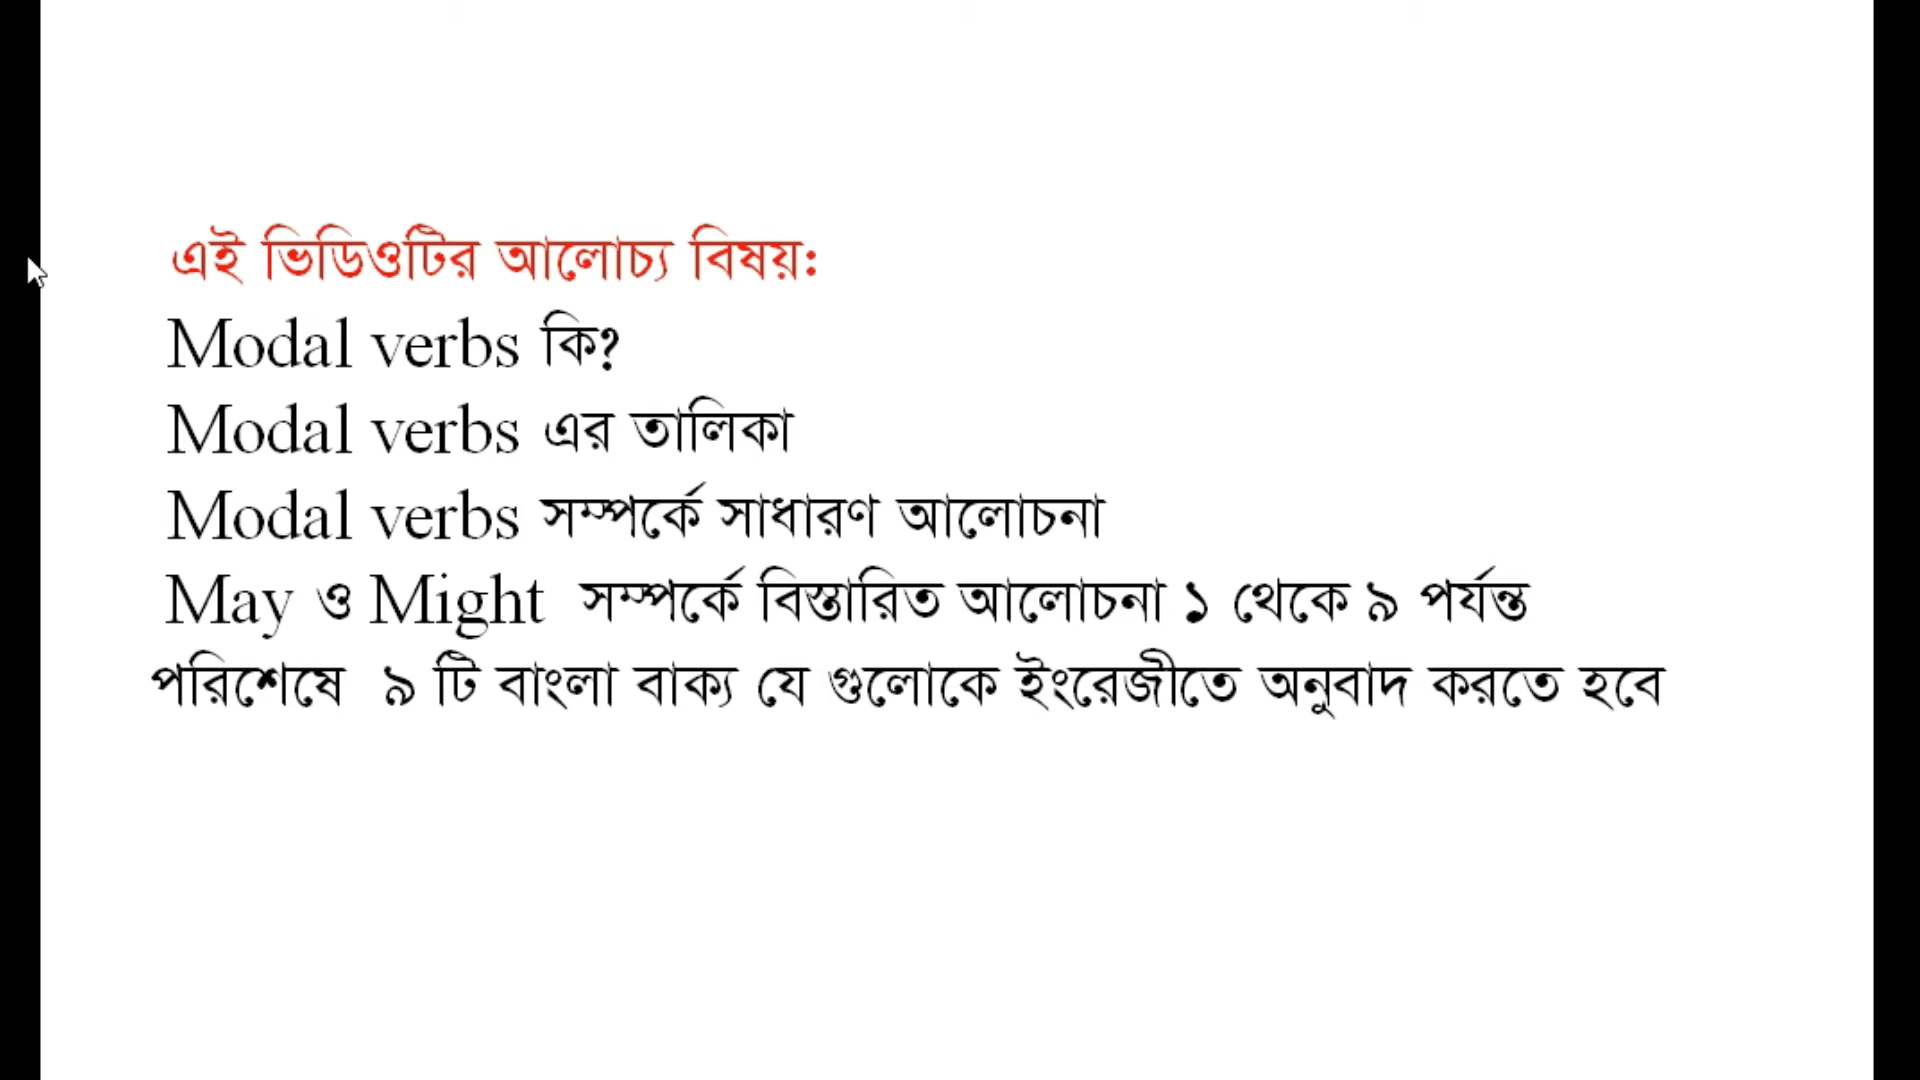 এই ভিডিওটির আলোচ্য বিষয়:
Modal verbs কি?
Modal verbs এর তালিকা
Modal verbs সম্পর্কে সাধারণ আলোচনা
May ও Might সম্পর্কে বিস্তারিত আলোচনা ১ থেকে ৯ পর্যন্ত
পরিশেষে ৯ টি বাংলা বাক্য যে গুলোকে ইংরেজীতে অনুবাদ করতে হবে